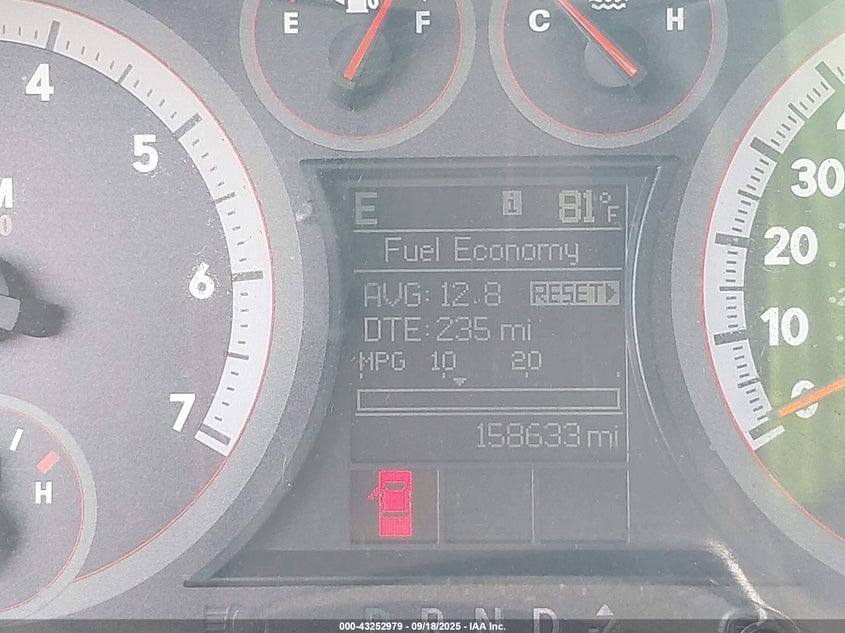 E F
C H
4
5
6
7
H
30
20
10
0
E i 81°F
Fuel Economy
AVG: 12.8 RESET
DTE: 235 mi
MPG 10 20
158633 mi
P R N D
000-43252979 - 09/18/2025 - IAA Inc.